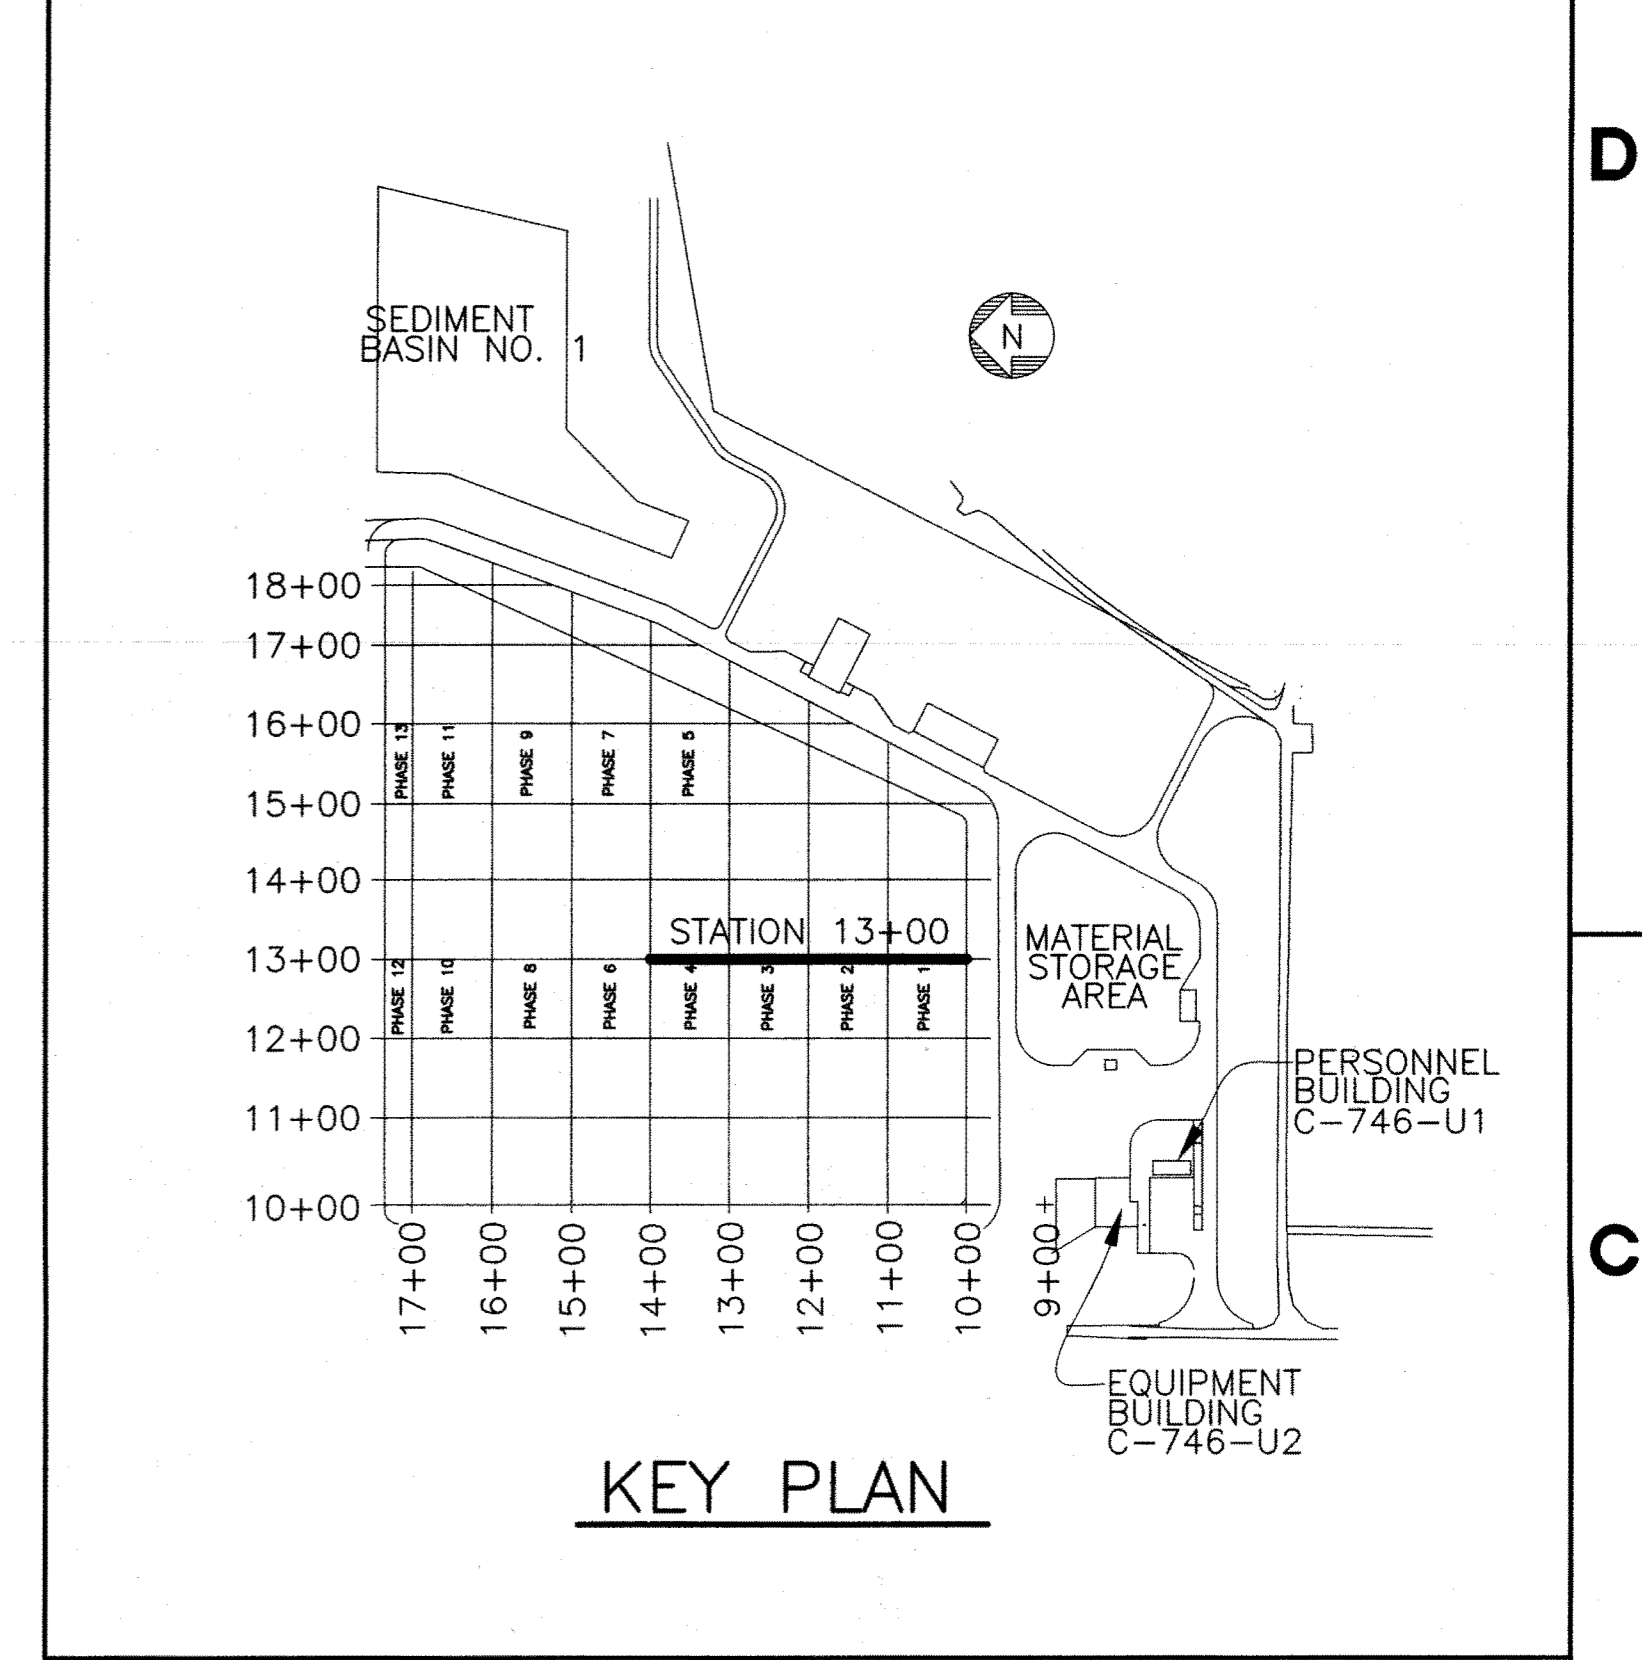 D
SEDIMENT
BASIN NO. 1
N
18+00
17+00
16+00
PHASE 13
PHASE 11
PHASE 9
PHASE 7
PHASE 5
15+00
14+00
STATION 13+00
13+00
PHASE 12
PHASE 10
PHASE 8
PHASE 6
PHASE 4
PHASE 3
PHASE 2
PHASE 1
MATERIAL
STORAGE
AREA
12+00
11+00
10+00
PERSONNEL
BUILDING
C-746-U1
17+00
16+00
15+00
14+00
13+00
12+00
11+00
10+00
9+00
C
EQUIPMENT
BUILDING
C-746-U2
KEY PLAN